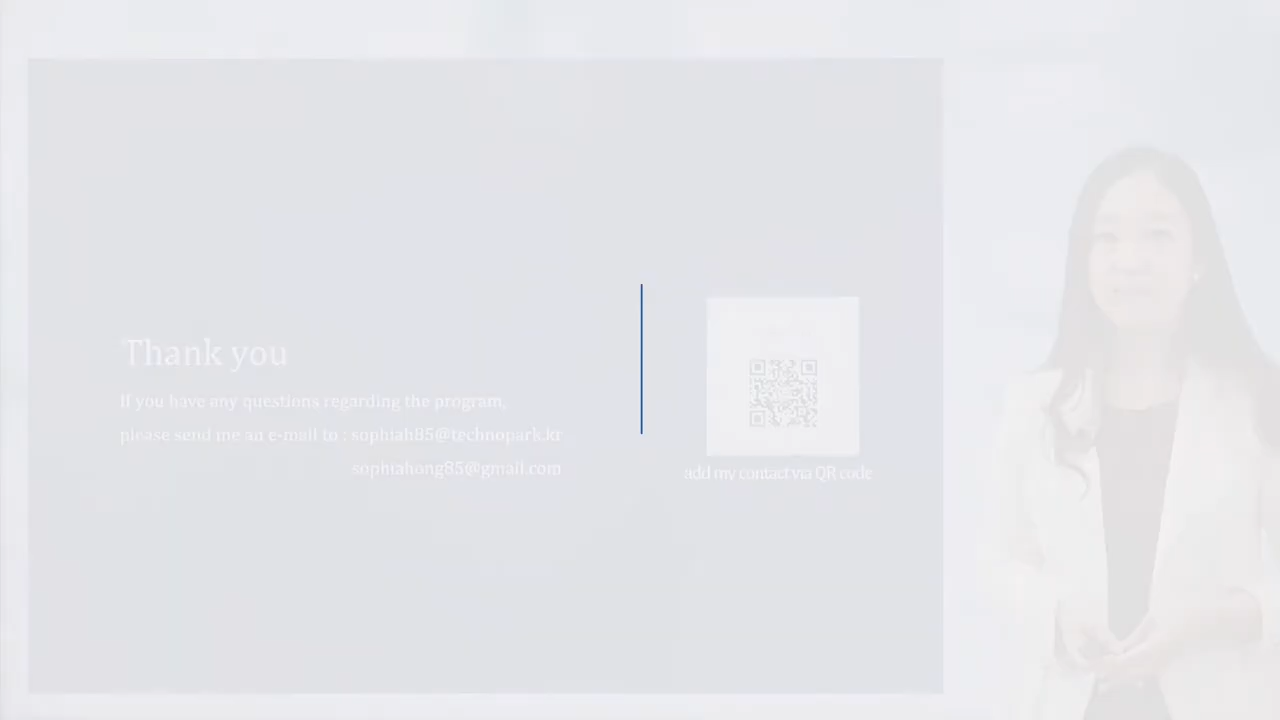 Thank you
If you have any questions regarding the program,
please send me an e-mail to : sophiah85@technopark.kr
sophiahong85@gmail.com
add my contact via QR code